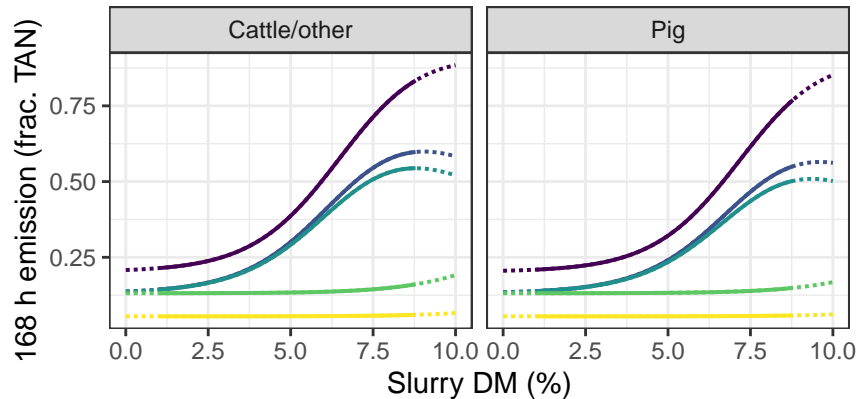 Cattle/other Pig
168 h emission (frac. TAN)
0.75
0.50
0.25
0.0 2.5 5.0 7.5 10.0 0.0 2.5 5.0 7.5 10.0
Slurry DM (%)